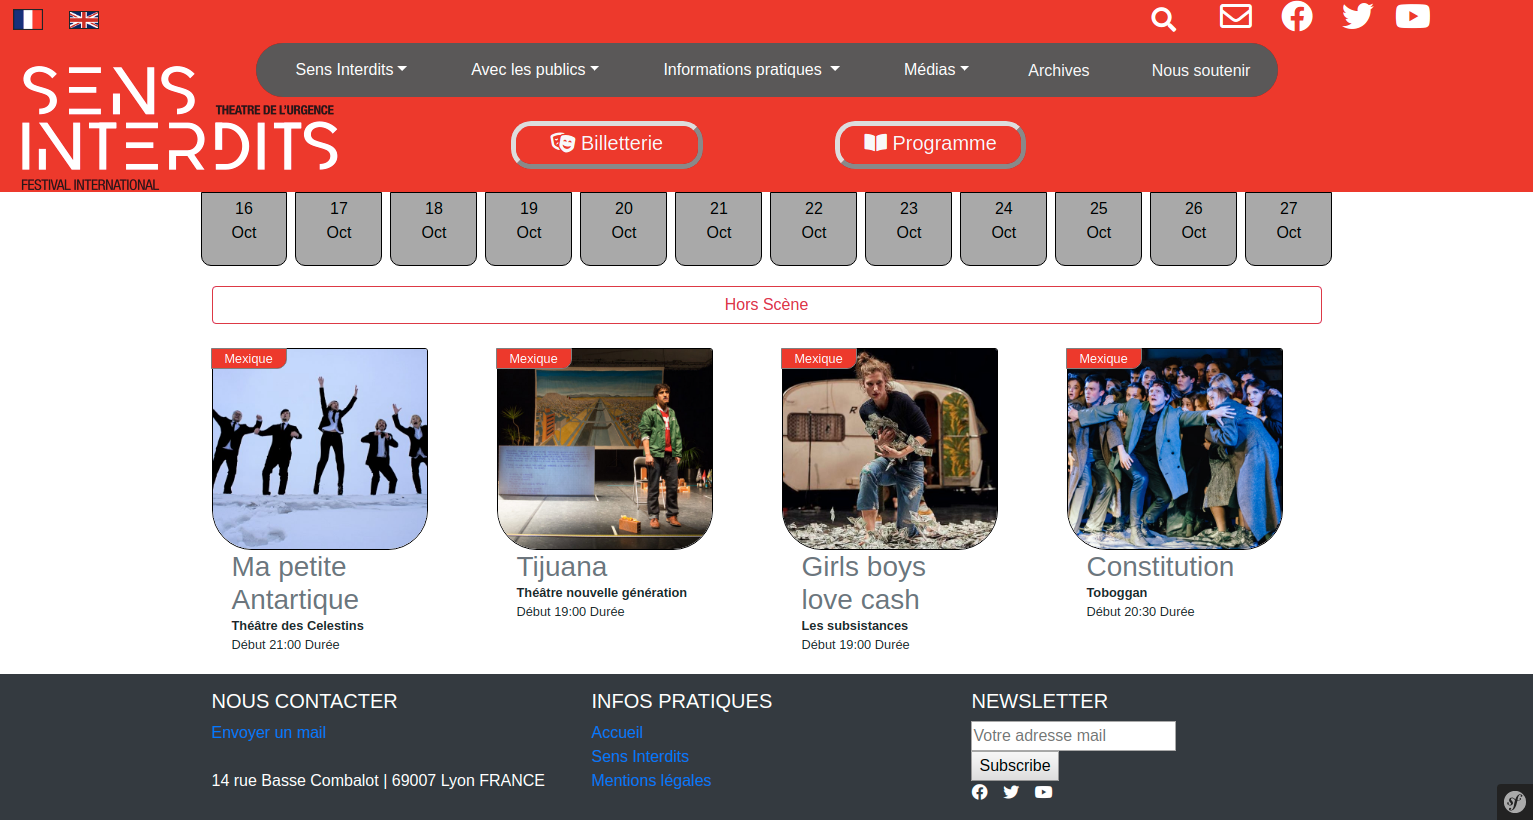 Sens Interdits
Avec les publics
Informations pratiques
Médias
Archives
Nous soutenir
SENS
THEATRE DE L'URGENCE
INTERDITS
FESTIVAL INTERNATIONAL
Billetterie
Programme
16 Oct
17 Oct
18 Oct
19 Oct
20 Oct
21 Oct
22 Oct
23 Oct
24 Oct
25 Oct
26 Oct
27 Oct
Hors Scène
Mexique
Ma petite
Antartique
Théâtre des Celestins
Début 21:00 Durée
Mexique
Tijuana
Théâtre nouvelle génération
Début 19:00 Durée
Mexique
Girls boys
love cash
Les subsistances
Début 19:00 Durée
Mexique
Constitution
Toboggan
Début 20:30 Durée
NOUS CONTACTER
Envoyer un mail
14 rue Basse Combalot | 69007 Lyon FRANCE
INFOS PRATIQUES
Accueil
Sens Interdits
Mentions légales
NEWSLETTER
Votre adresse mail
Subscribe
sf